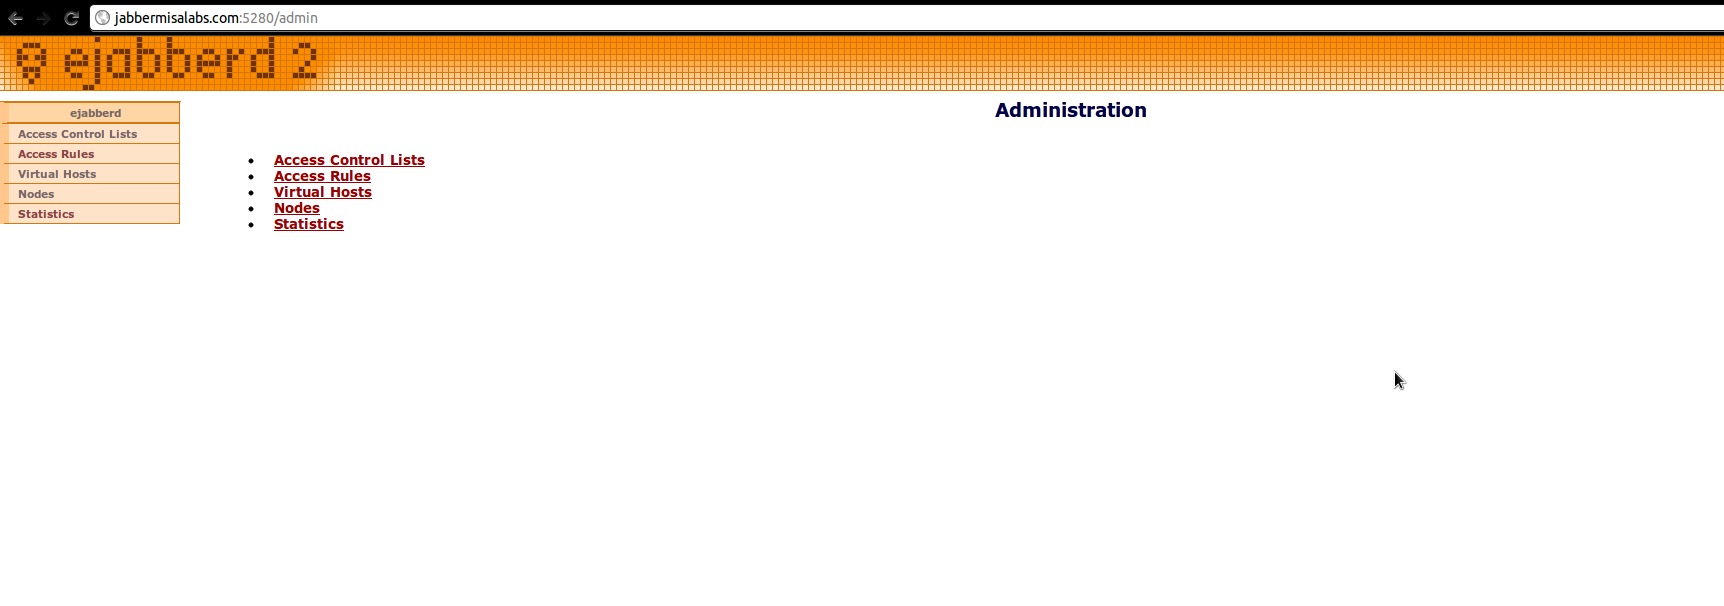 jabbermisalabs.com:5280/admin
ejabberd 2
ejabberd
Access Control Lists
Access Rules
Virtual Hosts
Nodes
Statistics
Administration
Access Control Lists
Access Rules
Virtual Hosts
Nodes
Statistics